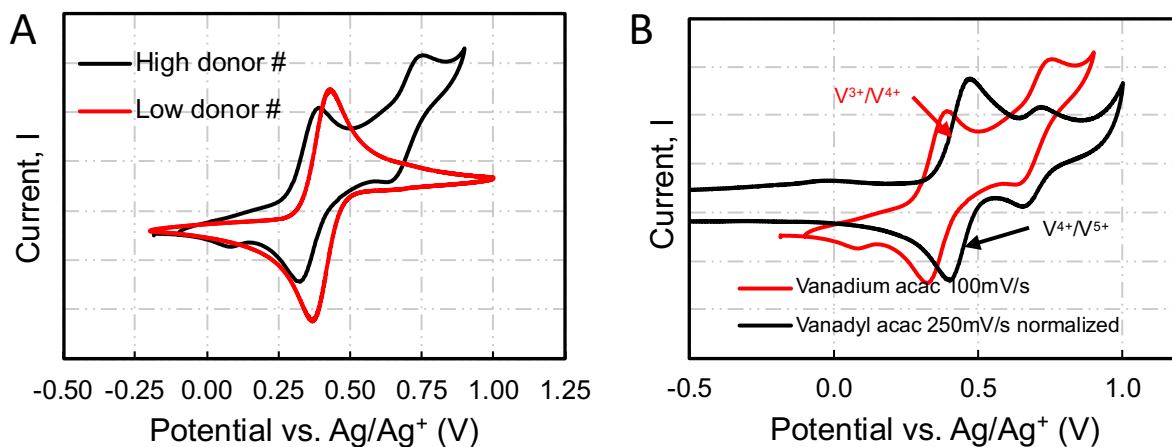 A
High donor #
Low donor #
Current, I
-0.50 -0.25 0.00 0.25 0.50 0.75 1.00 1.25
Potential vs. Ag/Ag⁺ (V)
B
V³⁺/V⁴⁺
V⁴⁺/V⁵⁺
Vanadium acac 100mV/s
Vanadyl acac 250mV/s normalized
Current, I
-0.5 0.0 0.5 1.0
Potential vs. Ag/Ag⁺ (V)